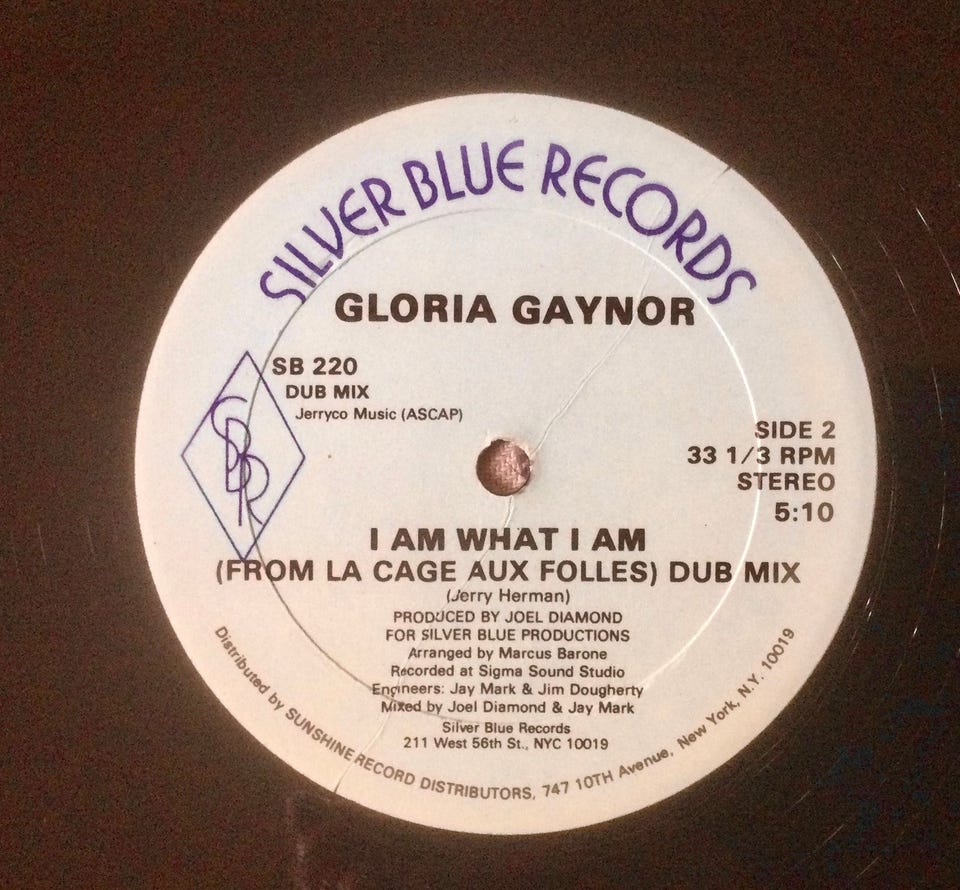 SILVER BLUE RECORDS
GLORIA GAYNOR
SB 220
DUB MIX
Jerryco Music (ASCAP)
SBR
SIDE 2
33 1/3 RPM
STEREO
5:10
I AM WHAT I AM
(FROM LA CAGE AUX FOLLES) DUB MIX
(Jerry Herman)
PRODUCED BY JOEL DIAMOND
FOR SILVER BLUE PRODUCTIONS
Arranged by Marcus Barone
Recorded at Sigma Sound Studio
Engineers: Jay Mark & Jim Dougherty
Mixed by Joel Diamond & Jay Mark
Silver Blue Records
211 West 56th St., NYC 10019
Distributed by SUNSHINE RECORD DISTRIBUTORS, 747 10TH Avenue, New York, N.Y. 10019